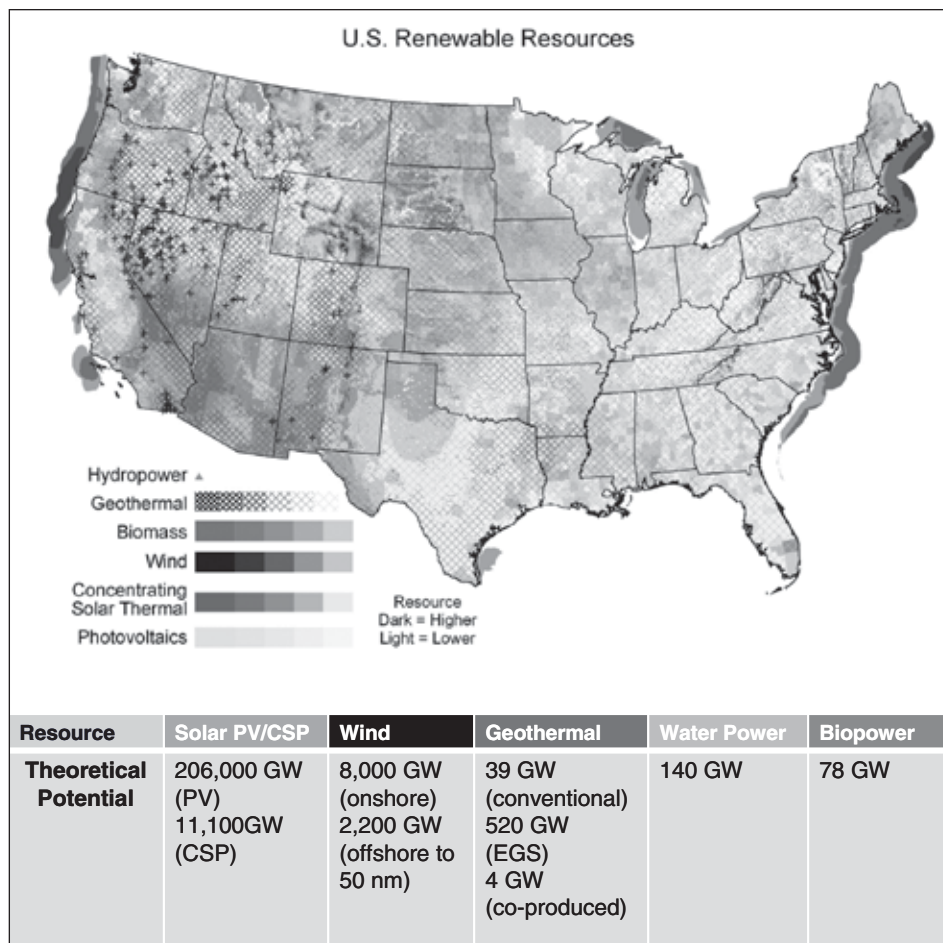 U.S. Renewable Resources
Hydropower
Geothermal
Biomass
Wind
Concentrating
Solar Thermal
Photovoltaics
Resource
Dark = Higher
Light = Lower
Resource Solar PV/CSP Wind Geothermal Water Power Biopower
Theoretical 206,000 GW 8,000 GW 39 GW 140 GW 78 GW
Potential (PV) (onshore) (conventional)
11,100GW 2,200 GW 520 GW
(CSP) (offshore to (EGS)
50 nm) 4 GW
(co-produced)